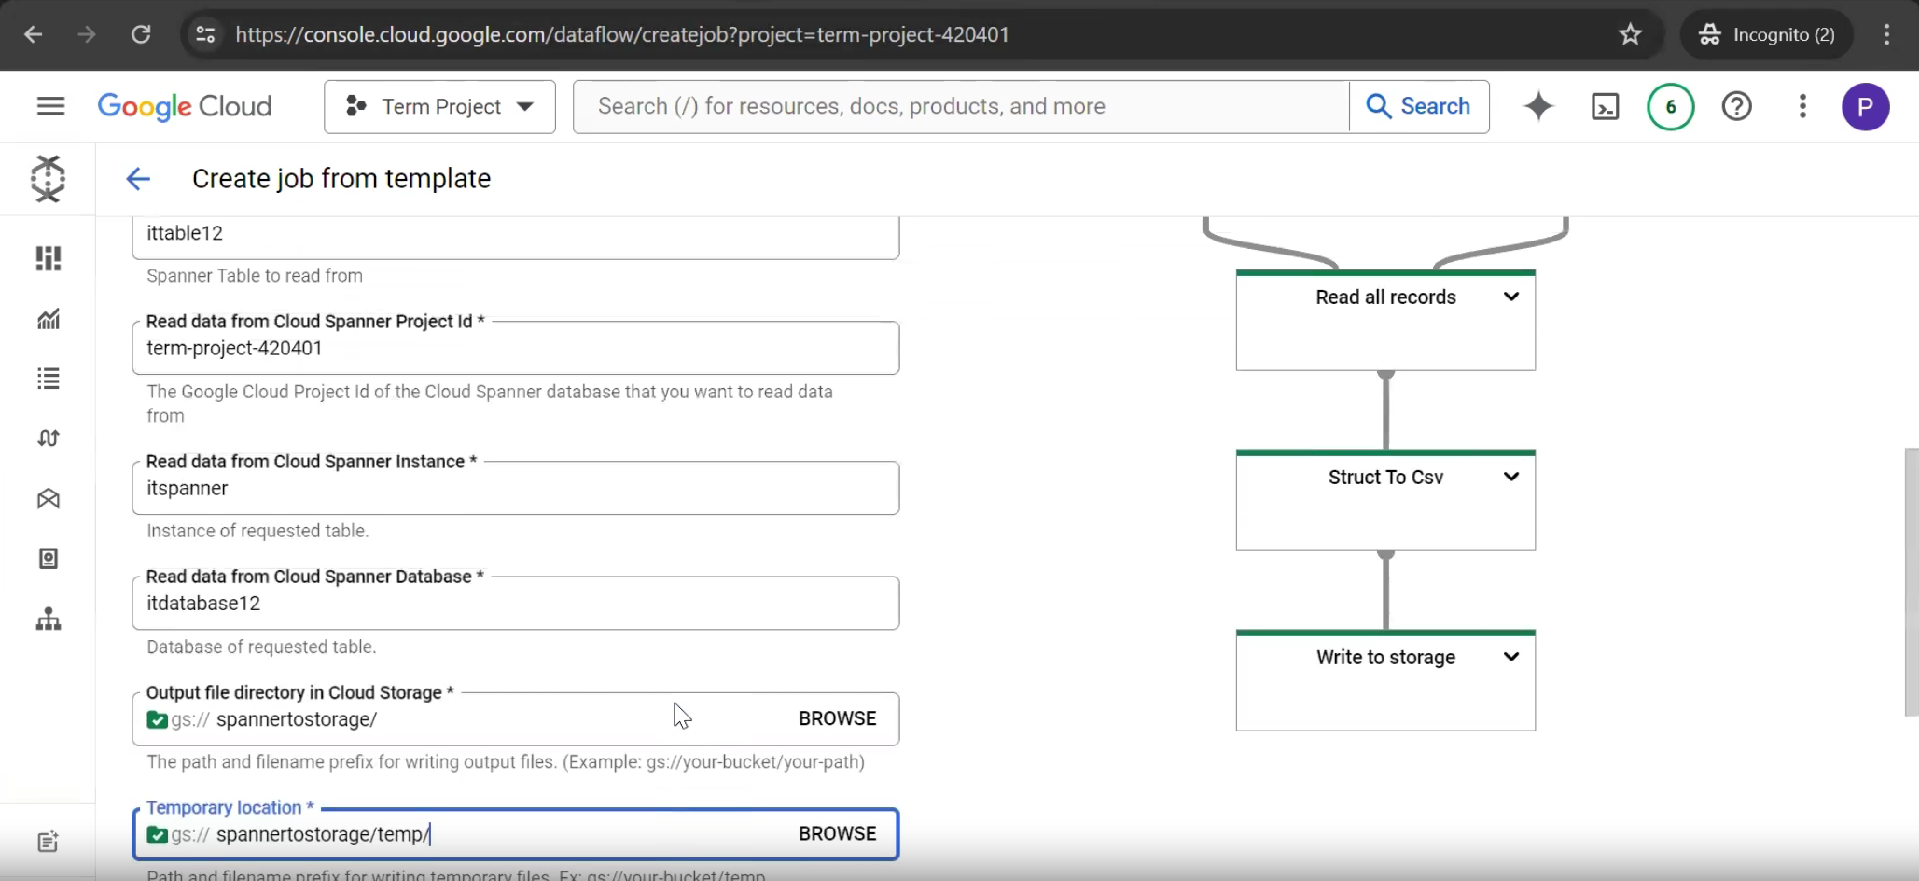 https://console.cloud.google.com/dataflow/createjob?project=term-project-420401
Incognito (2)
Google Cloud
Term Project
Search (/) for resources, docs, products, and more
Search
6
P
Create job from template
ittable12
Spanner Table to read from
Read data from Cloud Spanner Project Id *
term-project-420401
The Google Cloud Project Id of the Cloud Spanner database that you want to read data
from
Read data from Cloud Spanner Instance *
itspanner
Instance of requested table.
Read data from Cloud Spanner Database *
itdatabase12
Database of requested table.
Output file directory in Cloud Storage *
gs:// spannertostorage/
BROWSE
The path and filename prefix for writing output files. (Example: gs://your-bucket/your-path)
Temporary location *
gs:// spannertostorage/temp/
BROWSE
Path and filename prefix for writing temporary files. Ex: gs://your-bucket/temp
Read all records
Struct To Csv
Write to storage